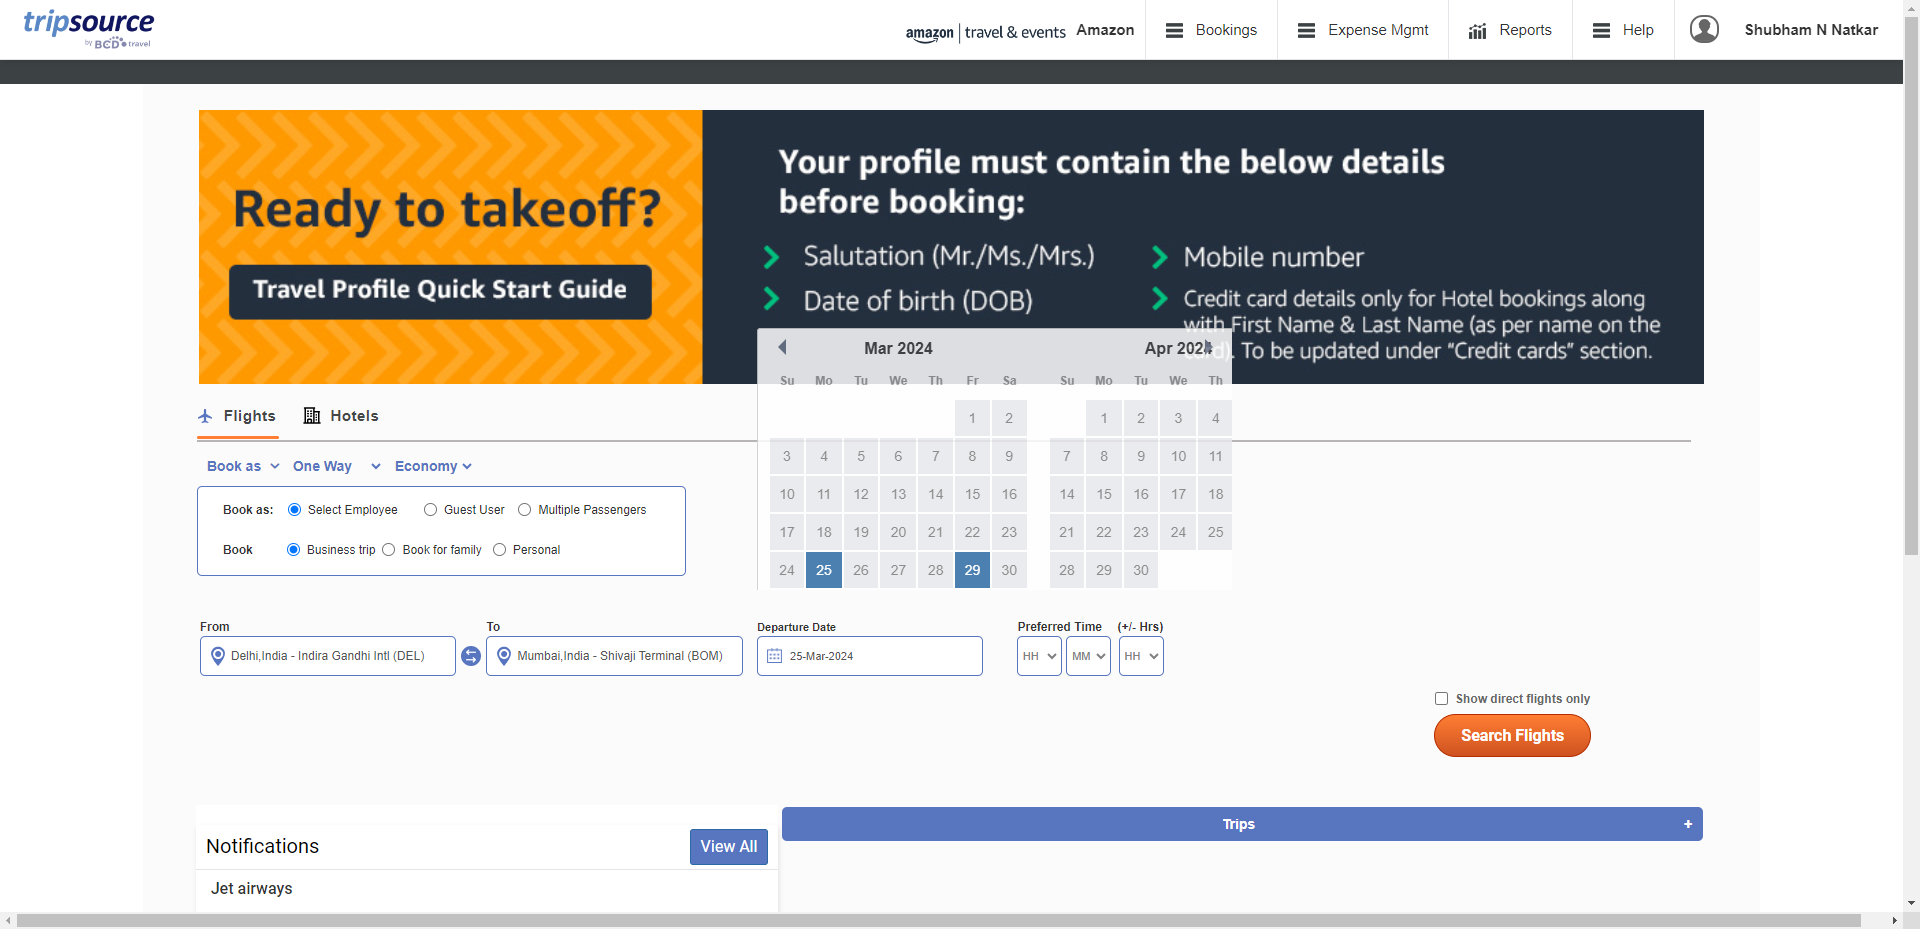 tripsource
by BCD travel
amazon | travel & events Amazon
Bookings
Expense Mgmt
Reports
Help
Shubham N Natkar
Ready to takeoff?
Travel Profile Quick Start Guide
Your profile must contain the below details
before booking:
Salutation (Mr./Ms./Mrs.)
Date of birth (DOB)
Mobile number
Credit card details only for Hotel bookings along
with First Name & Last Name (as per name on the
card). To be updated under “Credit cards” section.
Mar 2024
Su Mo Tu We Th Fr Sa
1 2
3 4 5 6 7 8 9
10 11 12 13 14 15 16
17 18 19 20 21 22 23
24 25 26 27 28 29 30
Apr 2024
Su Mo Tu We Th
1 2 3 4
7 8 9 10 11
14 15 16 17 18
21 22 23 24 25
28 29 30
Flights Hotels
Book as One Way Economy
Book as: Select Employee Guest User Multiple Passengers
Book Business trip Book for family Personal
From
Delhi,India - Indira Gandhi Intl (DEL)
To
Mumbai,India - Shivaji Terminal (BOM)
Departure Date
25-Mar-2024
Preferred Time (+/- Hrs)
HH MM HH
Show direct flights only
Search Flights
Notifications
View All
Jet airways
Trips +